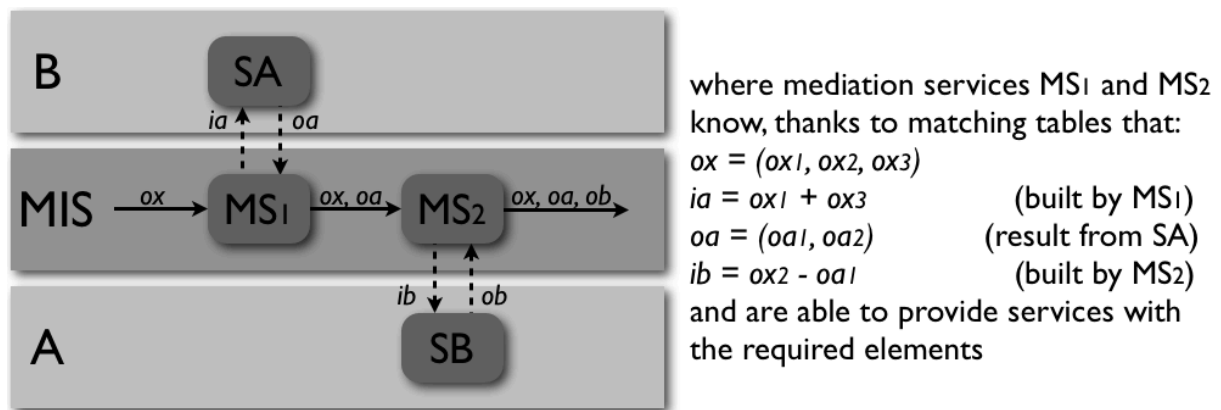 B
SA
ia
oa
MIS
ox
MS1
ox, oa
MS2
ox, oa, ob
ib
ob
A
SB
where mediation services MS1 and MS2
know, thanks to matching tables that:
ox = (ox1, ox2, ox3)
ia = ox1 + ox3 (built by MS1)
oa = (oa1, oa2) (result from SA)
ib = ox2 - oa1 (built by MS2)
and are able to provide services with
the required elements